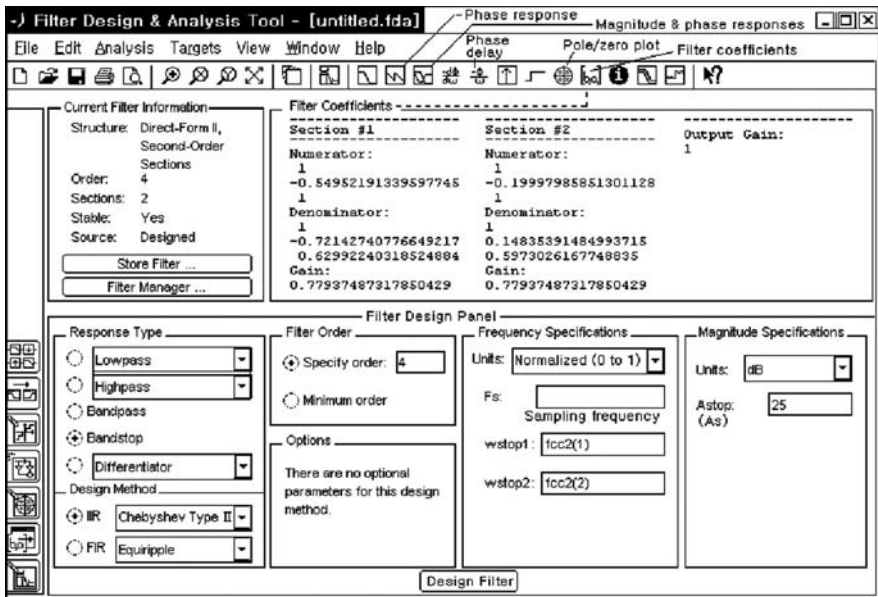 -) Filter Design & Analysis Tool - [untitled.fda]
Phase response
Magnitude & phase responses
File Edit Analysis Targets View Window Help
Phase delay
Pole/zero plot
Filter coefficients
Current Filter Information
Structure: Direct-Form II,
Second-Order
Sections
Order: 4
Sections: 2
Stable: Yes
Source: Designed
Store Filter ...
Filter Manager ...
Filter Coefficients
Section #1
Numerator:
1
-0.54952191339597745
1
Denominator:
1
-0.72142740776649217
0.62992240318524884
Gain:
0.77937487317850429
Section #2
Numerator:
1
-0.19997985851301128
1
Denominator:
1
0.14835391484993715
0.5973026167748835
Gain:
0.77937487317850429
Output Gain:
1
Filter Design Panel
Response Type
Lowpass
Highpass
Bandpass
Bandstop
Differentiator
Design Method
IIR Chebyshev Type II
FIR Equiripple
Filter Order
Specify order: 4
Minimum order
Options
There are no optional
parameters for this design
method.
Frequency Specifications
Units: Normalized (0 to 1)
Fs:
Sampling frequency
wstop1: fcc2(1)
wstop2: fcc2(2)
Magnitude Specifications
Units: dB
Astop: 25
(As)
Design Filter